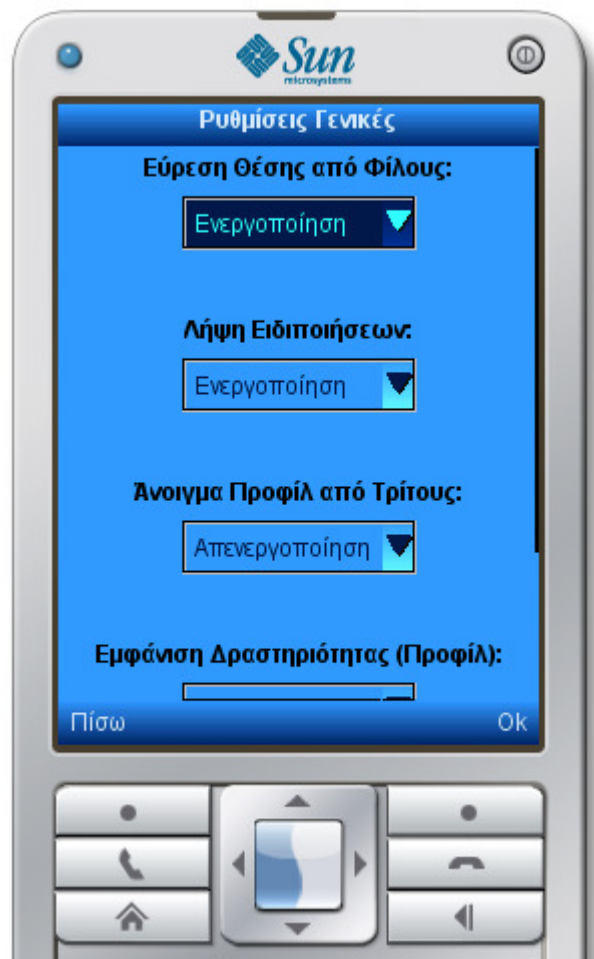 Sun
microsystems
Ρυθμίσεις Γενικές
Εύρεση Θέσης από Φίλους:
Ενεργοποίηση
Λήψη Ειδιποιήσεων:
Ενεργοποίηση
Άνοιγμα Προφίλ από Τρίτους:
Απενεργοποίηση
Εμφάνιση Δραστηριότητας (Προφίλ):
Πίσω Ok